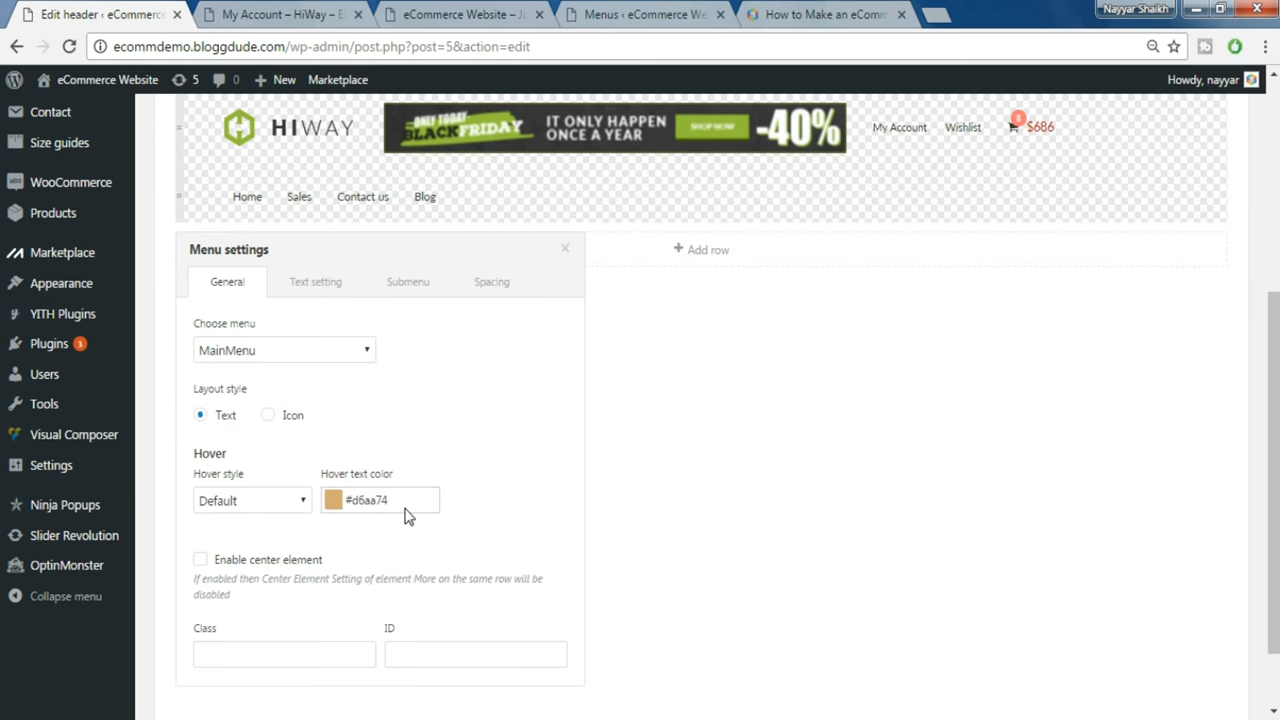 Edit header ‹ eCommerce
My Account – HiWay – E
eCommerce Website – Ju
Menus ‹ eCommerce We
How to Make an eComm
Nayyar Shaikh
ecommdemo.bloggdude.com/wp-admin/post.php?post=5&action=edit
eCommerce Website 5 0 New Marketplace Howdy, nayyar
Contact
Size guides
WooCommerce
Products
Marketplace
Appearance
YITH Plugins
Plugins 3
Users
Tools
Visual Composer
Settings
Ninja Popups
Slider Revolution
OptinMonster
Collapse menu
HIWAY
ONLY TODAY
BLACK FRIDAY
IT ONLY HAPPEN
ONCE A YEAR
SHOP NOW
-40%
My Account Wishlist 8 $686
Home Sales Contact us Blog
Menu settings
Add row
General Text setting Submenu Spacing
Choose menu
MainMenu
Layout style
Text Icon
Hover
Hover style Hover text color
Default #d6aa74
Enable center element
If enabled then Center Element Setting of element More on the same row will be
disabled
Class ID